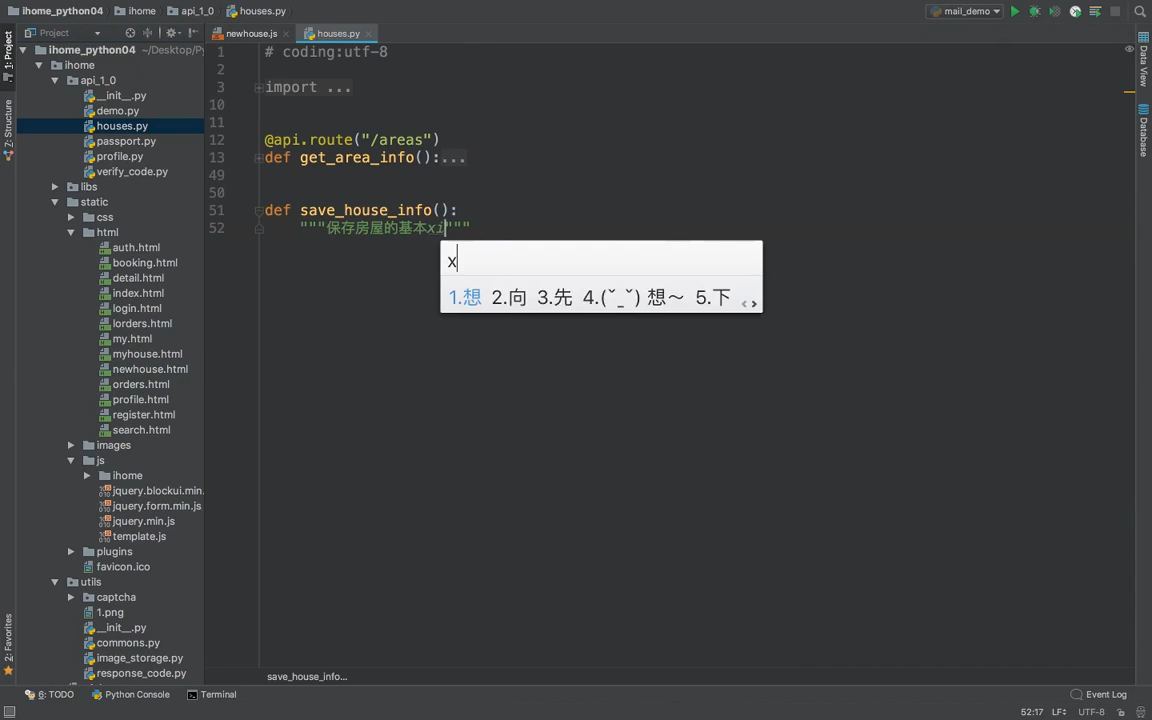 ihome_python04 ihome api_1_0 houses.py mail_demo
Project newhouse.js houses.py
1: Project
Z: Structure
2: Favorites
Data View
Database
ihome_python04 ~/Desktop/Py
ihome
api_1_0
__init__.py
demo.py
houses.py
passport.py
profile.py
verify_code.py
libs
static
css
html
auth.html
booking.html
detail.html
index.html
login.html
lorders.html
my.html
myhouse.html
newhouse.html
orders.html
profile.html
register.html
search.html
images
js
ihome
jquery.blockui.min.
jquery.form.min.js
jquery.min.js
template.js
plugins
favicon.ico
utils
captcha
1.png
__init__.py
commons.py
image_storage.py
response_code.py
1 # coding:utf-8
2
3 import ...
10
11
12 @api.route("/areas")
13 def get_area_info():...
49
50
51 def save_house_info():
52 """保存房屋的基本xi"""
x
1.想 2.向 3.先 4.(˘_˘) 想～ 5.下 < >
save_house_info...
6: TODO Python Console Terminal Event Log
52:17 LF÷ UTF-8